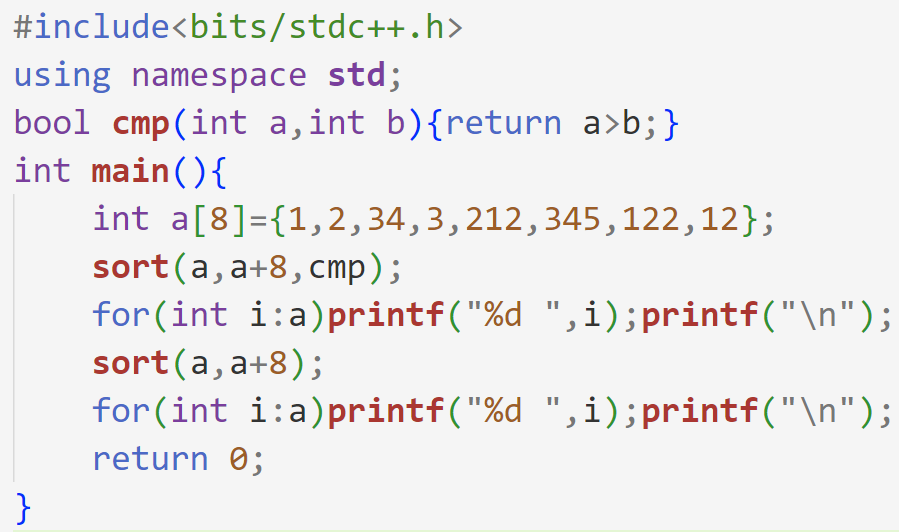 #include<bits/stdc++.h>
using namespace std;
bool cmp(int a,int b){return a>b;}
int main(){
    int a[8]={1,2,34,3,212,345,122,12};
    sort(a,a+8,cmp);
    for(int i:a)printf("%d ",i);printf("\n");
    sort(a,a+8);
    for(int i:a)printf("%d ",i);printf("\n");
    return 0;
}